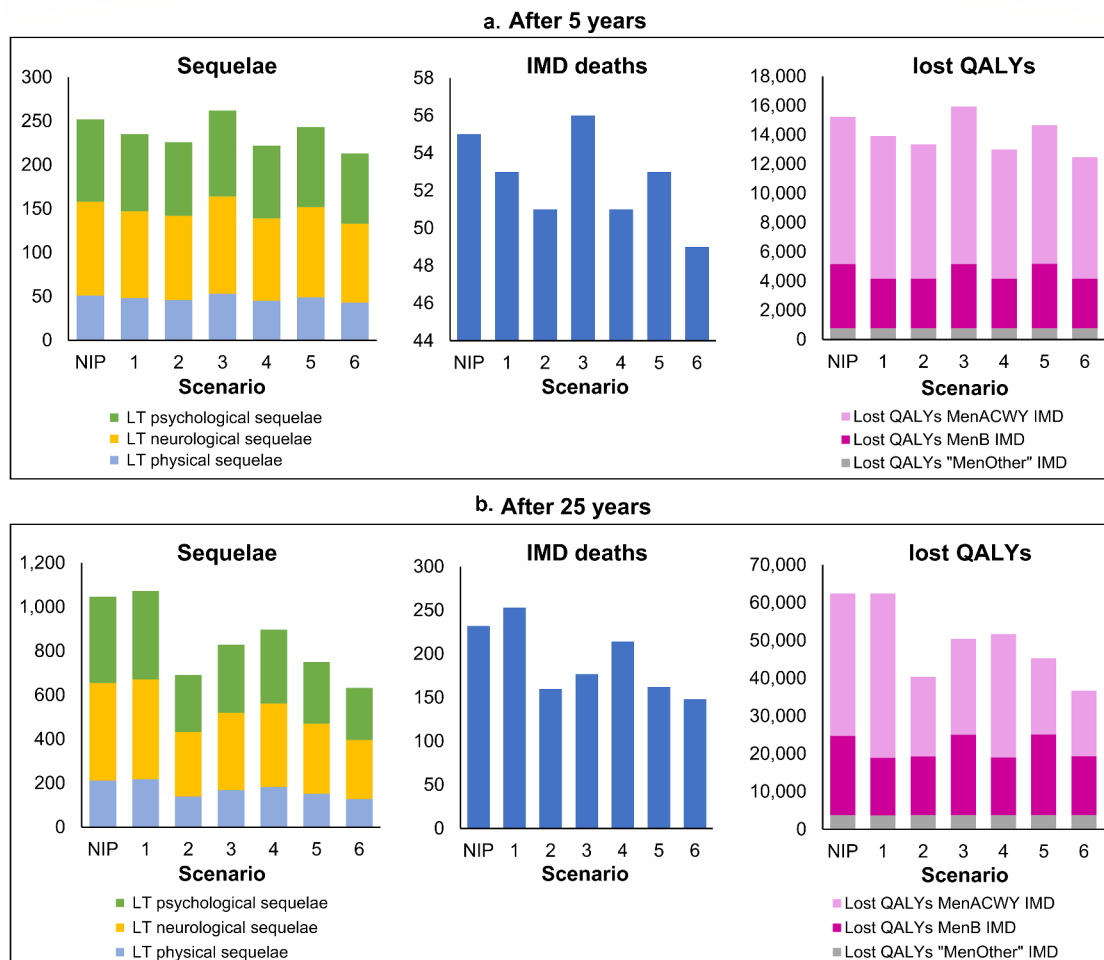 a. After 5 years
Sequelae
300
250
200
150
100
50
0
NIP 1 2 3 4 5 6
Scenario
LT psychological sequelae
LT neurological sequelae
LT physical sequelae
IMD deaths
58
56
54
52
50
48
46
44
NIP 1 2 3 4 5 6
Scenario
lost QALYs
18,000
16,000
14,000
12,000
10,000
8,000
6,000
4,000
2,000
0
NIP 1 2 3 4 5 6
Scenario
Lost QALYs MenACWY IMD
Lost QALYs MenB IMD
Lost QALYs "MenOther" IMD
b. After 25 years
Sequelae
1,200
1,000
800
600
400
200
0
NIP 1 2 3 4 5 6
Scenario
LT psychological sequelae
LT neurological sequelae
LT physical sequelae
IMD deaths
300
250
200
150
100
50
0
NIP 1 2 3 4 5 6
Scenario
lost QALYs
70,000
60,000
50,000
40,000
30,000
20,000
10,000
0
NIP 1 2 3 4 5 6
Scenario
Lost QALYs MenACWY IMD
Lost QALYs MenB IMD
Lost QALYs "MenOther" IMD